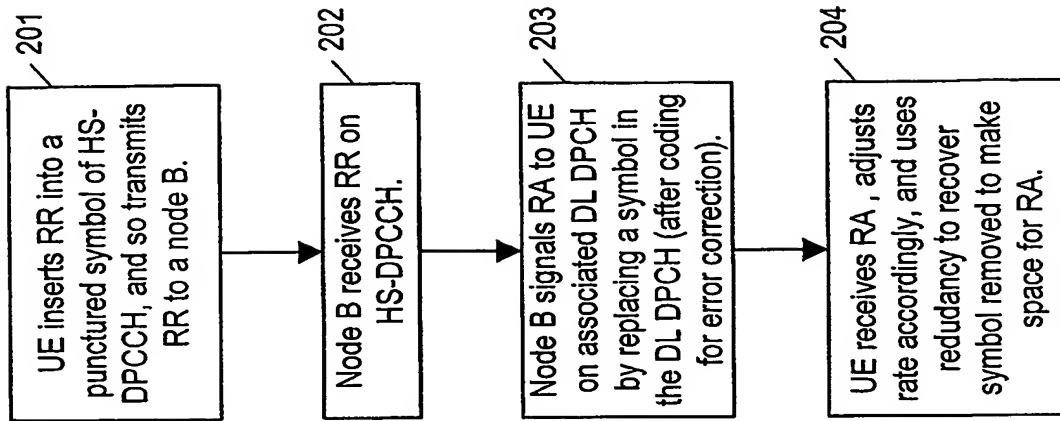 201
UE inserts RR into a
punctured symbol of HS-
DPCCH, and so transmits
RR to a node B.
202
Node B receives RR on
HS-DPCCH.
203
Node B signals RA to UE
on associated DL DPCH
by replacing a symbol in
the DL DPCH (after coding
for error correction).
204
UE receives RA , adjusts
rate accordingly, and uses
redudancy to recover
symbol removed to make
space for RA.